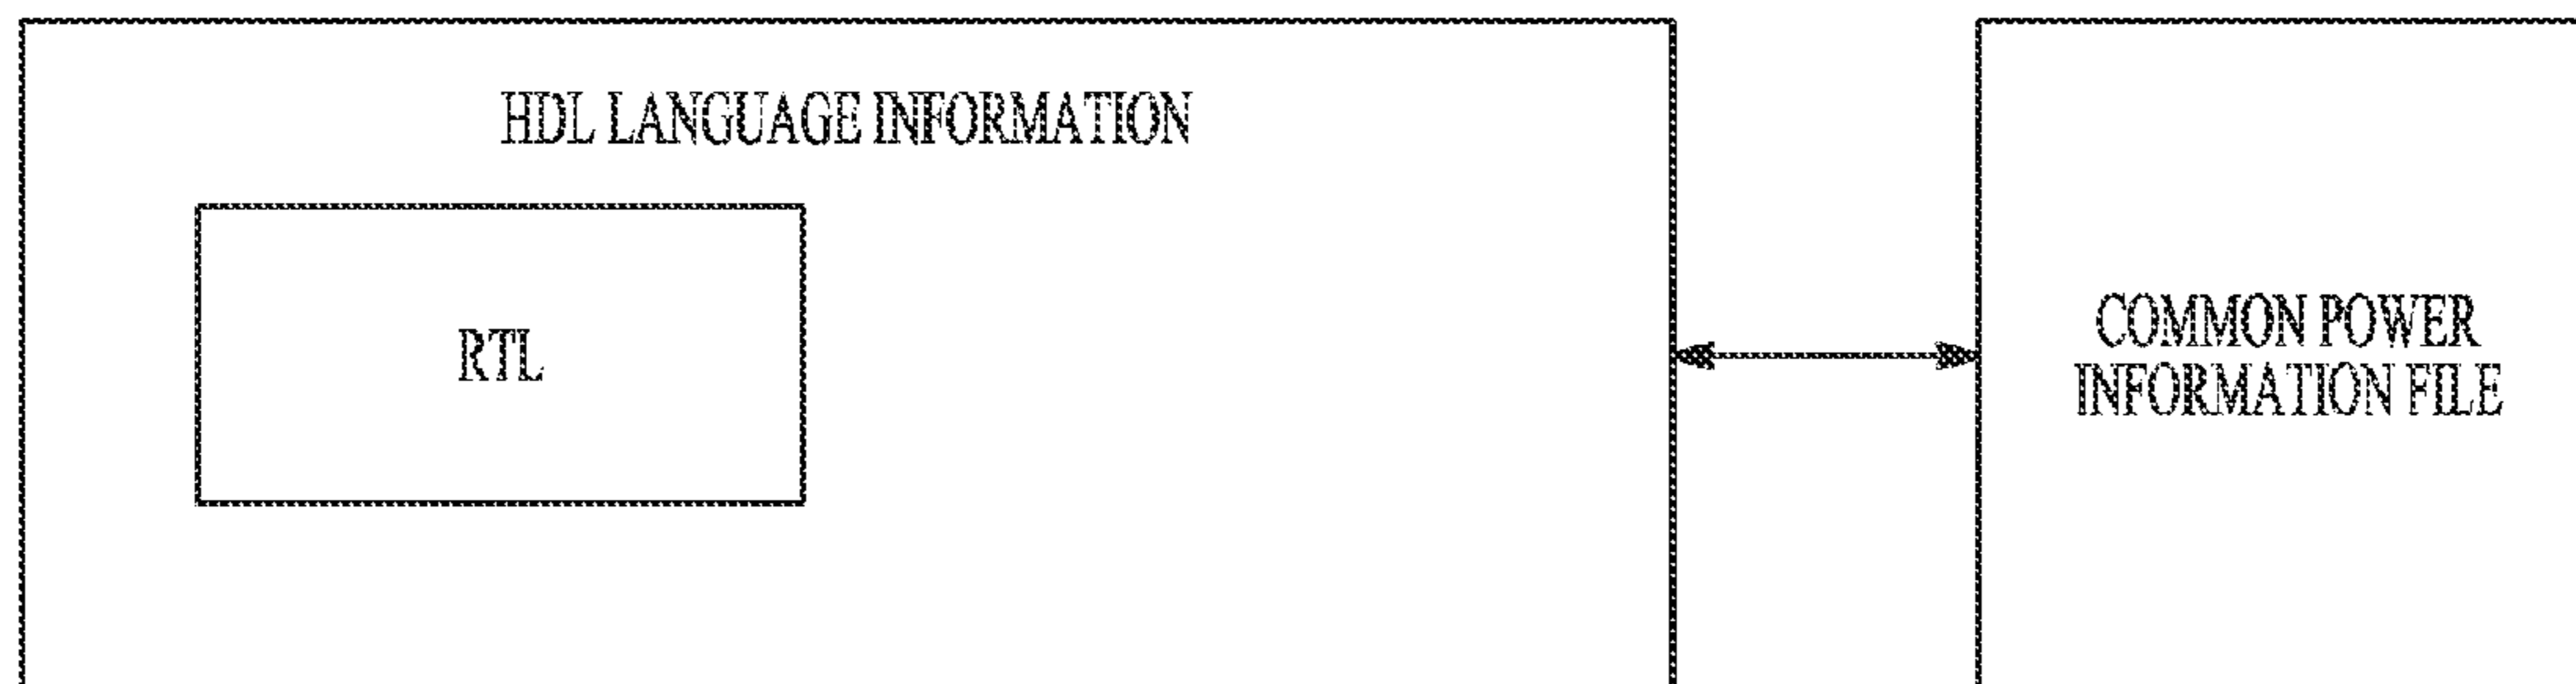 HDL LANGUAGE INFORMATION
RTL
COMMON POWER
INFORMATION FILE